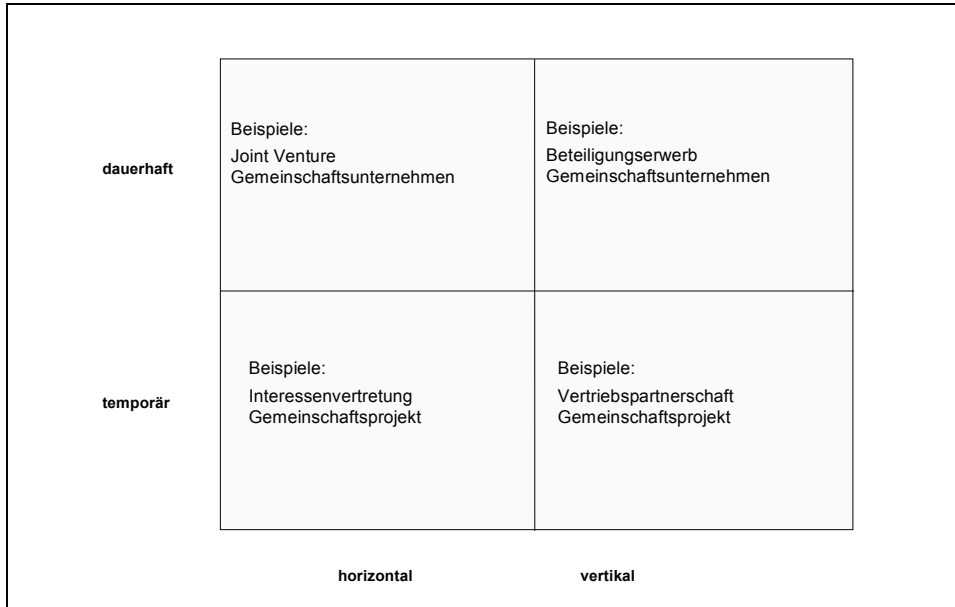 dauerhaft
Beispiele:
Joint Venture
Gemeinschaftsunternehmen
Beispiele:
Beteiligungserwerb
Gemeinschaftsunternehmen
temporär
Beispiele:
Interessenvertretung
Gemeinschaftsprojekt
Beispiele:
Vertriebspartnerschaft
Gemeinschaftsprojekt
horizontal
vertikal